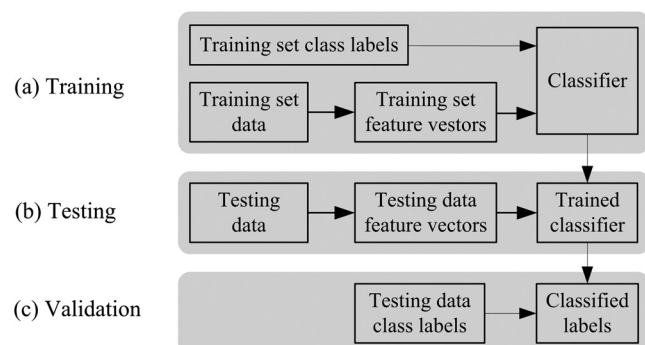 Training set class labels
(a) Training
Classifier
Training set
data
Training set
feature vestors
(b) Testing
Testing
data
Testing data
feature vectors
Trained
classifier
(c) Validation
Testing data
class labels
Classified
labels